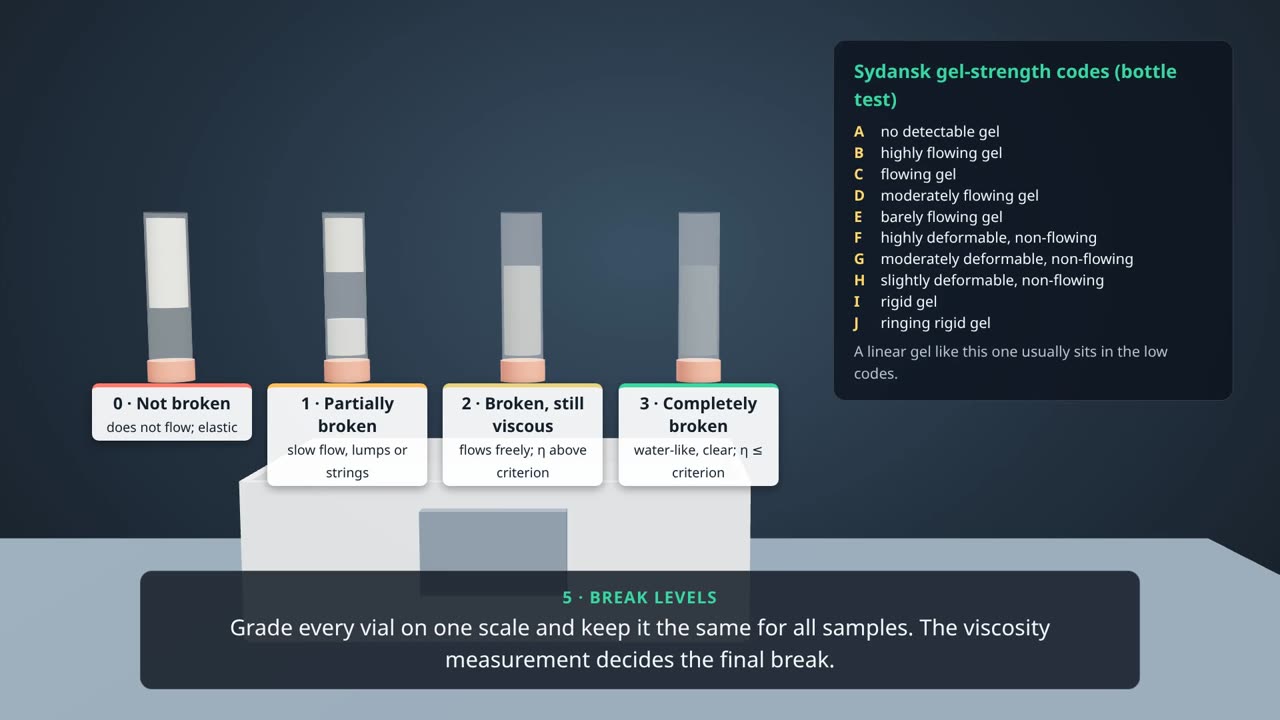 Sydansk gel-strength codes (bottle
test)
A no detectable gel
B highly flowing gel
C flowing gel
D moderately flowing gel
E barely flowing gel
F highly deformable, non-flowing
G moderately deformable, non-flowing
H slightly deformable, non-flowing
I rigid gel
J ringing rigid gel
A linear gel like this one usually sits in the low
codes.
0 · Not broken
does not flow; elastic
1 · Partially
broken
slow flow, lumps or
strings
2 · Broken, still
viscous
flows freely; η above
criterion
3 · Completely
broken
water-like, clear; η ≤
criterion
5 · BREAK LEVELS
Grade every vial on one scale and keep it the same for all samples. The viscosity
measurement decides the final break.